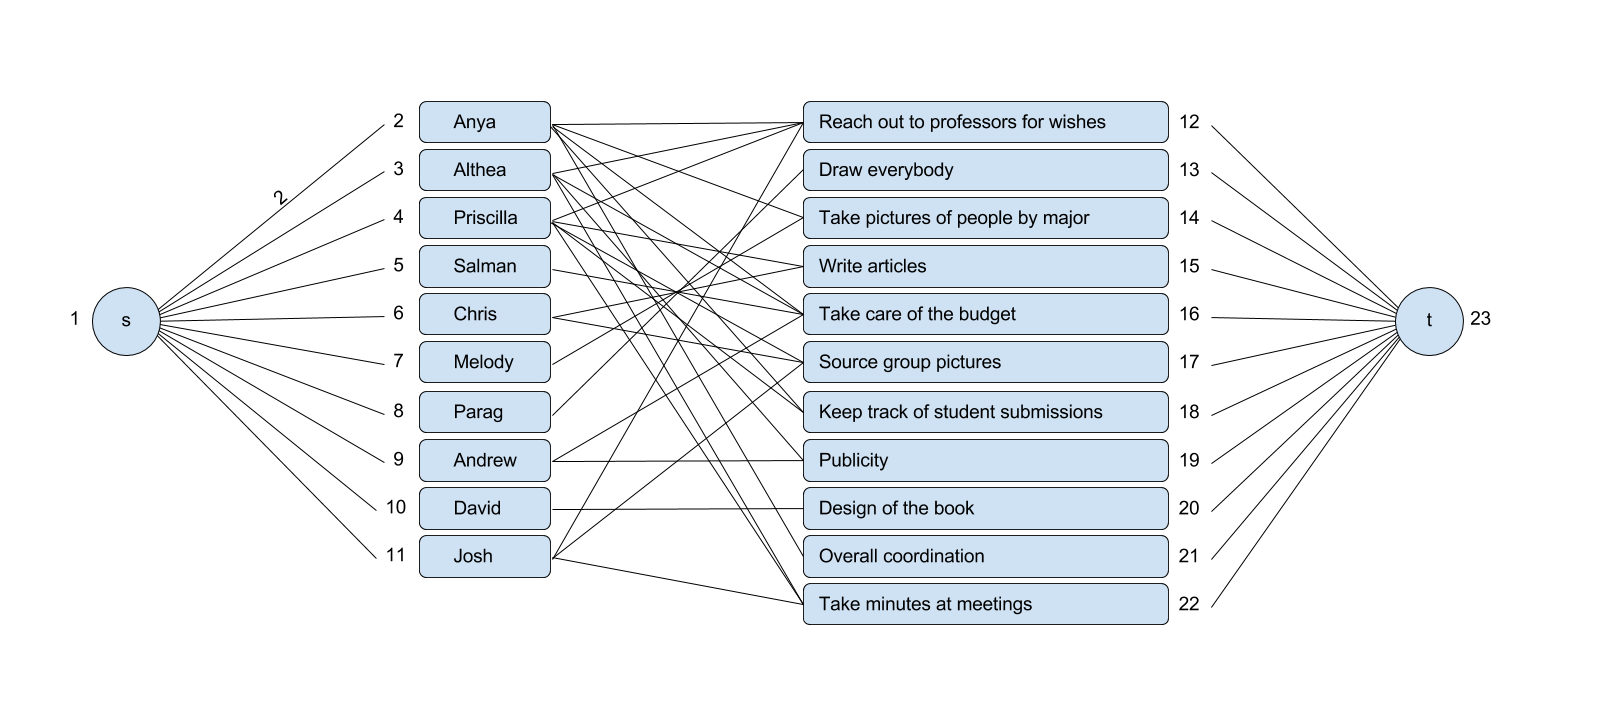 2 Anya Reach out to professors for wishes 12
3 Althea Draw everybody 13
2
4 Priscilla Take pictures of people by major 14
5 Salman Write articles 15
1 s 6 Chris Take care of the budget 16 t 23
7 Melody Source group pictures 17
8 Parag Keep track of student submissions 18
9 Andrew Publicity 19
10 David Design of the book 20
11 Josh Overall coordination 21
Take minutes at meetings 22